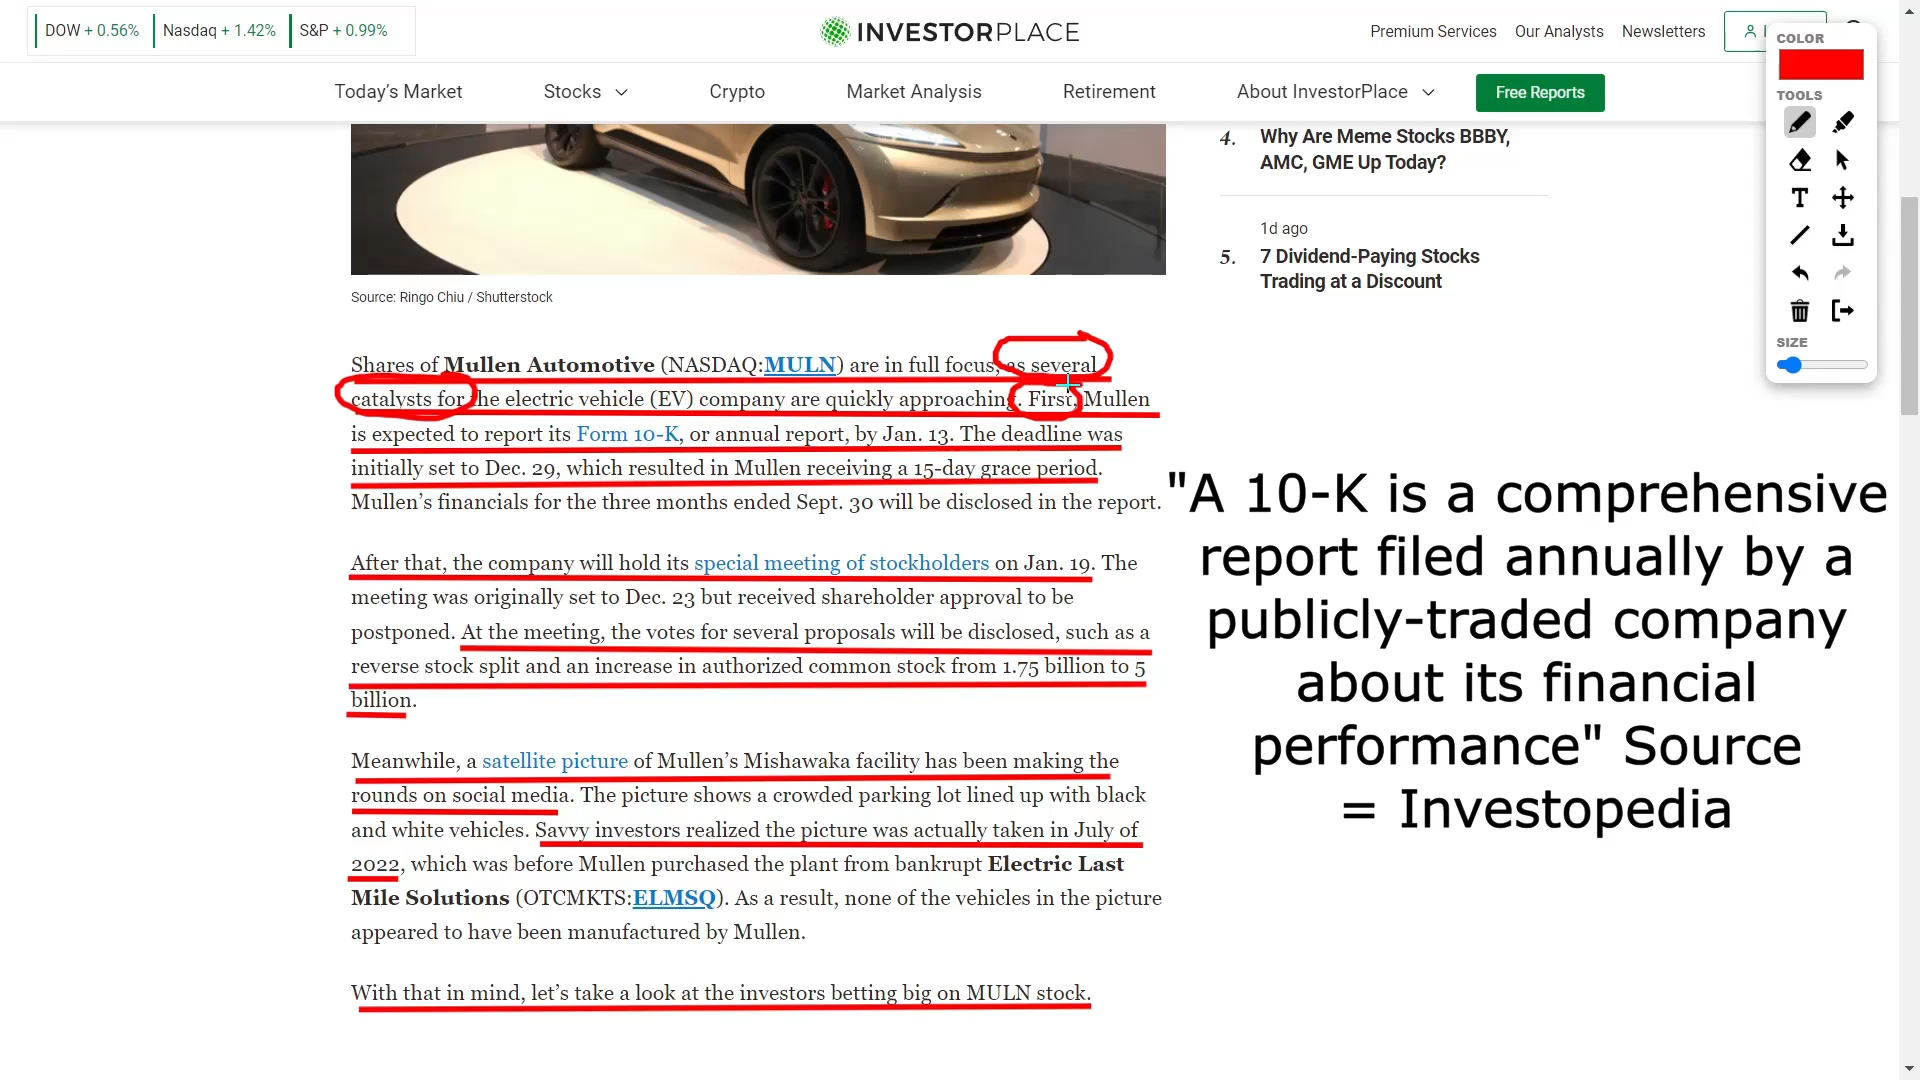 DOW + 0.56% Nasdaq + 1.42% S&P + 0.99%
INVESTORPLACE
Premium Services Our Analysts Newsletters
Today's Market Stocks Crypto Market Analysis Retirement About InvestorPlace Free Reports
COLOR
TOOLS
SIZE
4. Why Are Meme Stocks BBBY,
AMC, GME Up Today?
1d ago
5. 7 Dividend-Paying Stocks
Trading at a Discount
Source: Ringo Chiu / Shutterstock
Shares of Mullen Automotive (NASDAQ:MULN) are in full focus, as several
catalysts for the electric vehicle (EV) company are quickly approaching. First, Mullen
is expected to report its Form 10-K, or annual report, by Jan. 13. The deadline was
initially set to Dec. 29, which resulted in Mullen receiving a 15-day grace period.
Mullen's financials for the three months ended Sept. 30 will be disclosed in the report.
After that, the company will hold its special meeting of stockholders on Jan. 19. The
meeting was originally set to Dec. 23 but received shareholder approval to be
postponed. At the meeting, the votes for several proposals will be disclosed, such as a
reverse stock split and an increase in authorized common stock from 1.75 billion to 5
billion.
Meanwhile, a satellite picture of Mullen's Mishawaka facility has been making the
rounds on social media. The picture shows a crowded parking lot lined up with black
and white vehicles. Savvy investors realized the picture was actually taken in July of
2022, which was before Mullen purchased the plant from bankrupt Electric Last
Mile Solutions (OTCMKTS:ELMSQ). As a result, none of the vehicles in the picture
appeared to have been manufactured by Mullen.
With that in mind, let's take a look at the investors betting big on MULN stock.
"A 10-K is a comprehensive
report filed annually by a
publicly-traded company
about its financial
performance" Source
= Investopedia